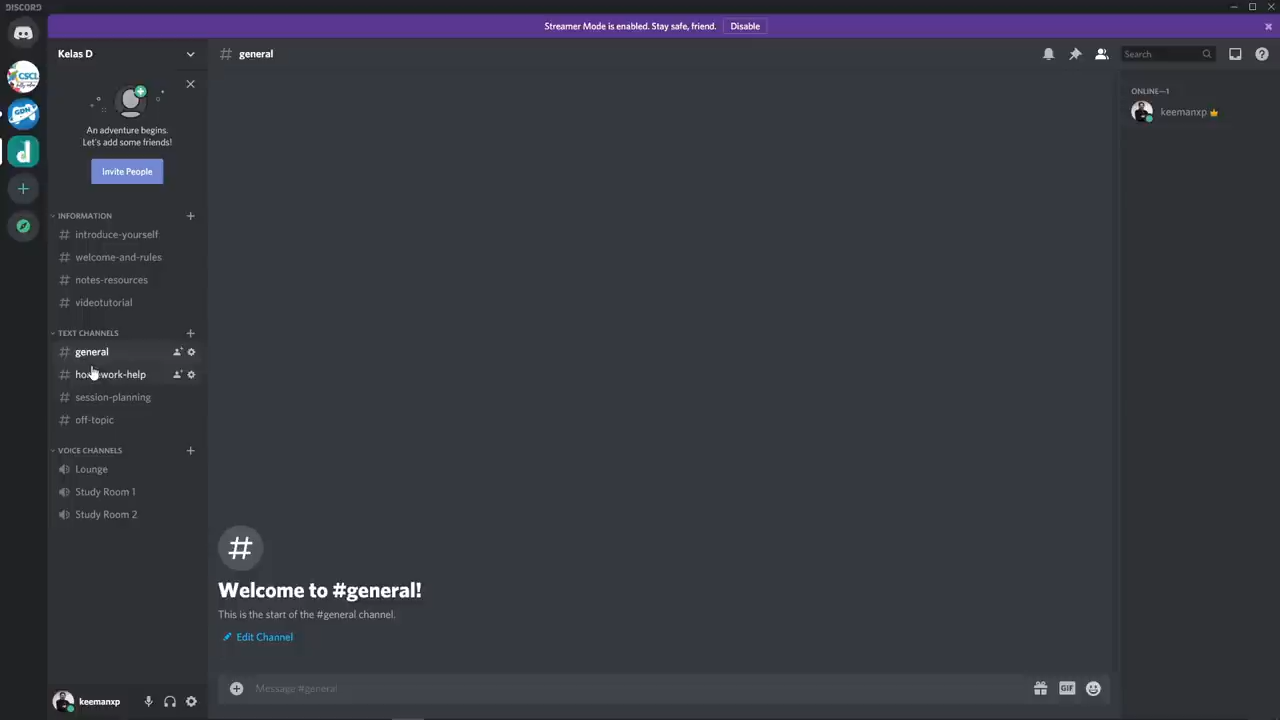 DISCORD
Streamer Mode is enabled. Stay safe, friend.
Disable
Kelas D
general
Search
CSCL
GDN
d
An adventure begins.
Let's add some friends!
Invite People
INFORMATION
introduce-yourself
welcome-and-rules
notes-resources
videotutorial
TEXT CHANNELS
general
homework-help
session-planning
off-topic
VOICE CHANNELS
Lounge
Study Room 1
Study Room 2
Welcome to #general!
This is the start of the #general channel.
Edit Channel
Message #general
GIF
ONLINE—1
keemanxp
keemanxp